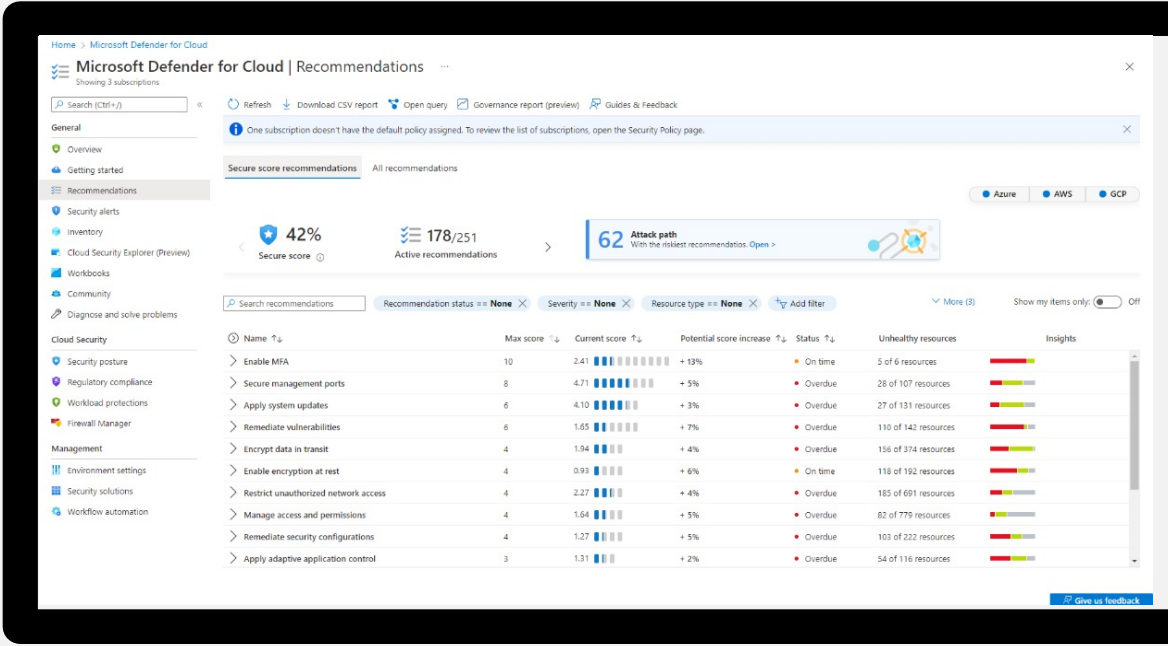 Home > Microsoft Defender for Cloud
Microsoft Defender for Cloud | Recommendations ...
Showing 3 subscriptions
Search (Ctrl+/)
«
General
Overview
Getting started
Recommendations
Security alerts
Inventory
Cloud Security Explorer (Preview)
Workbooks
Community
Diagnose and solve problems
Cloud Security
Security posture
Regulatory compliance
Workload protections
Firewall Manager
Management
Environment settings
Security solutions
Workflow automation
Refresh Download CSV report Open query Governance report (preview) Guides & Feedback
One subscription doesn't have the default policy assigned. To review the list of subscriptions, open the Security Policy page.
Secure score recommendations All recommendations
Azure AWS GCP
42%
Secure score
178/251
Active recommendations
62 Attack path
With the riskiest recommendatios. Open >
Search recommendations Recommendation status == None Severity == None Resource type == None Add filter More (3) Show my items only: Off
Name Max score Current score Potential score increase Status Unhealthy resources Insights
Enable MFA 10 2.41 + 13% On time 5 of 6 resources
Secure management ports 8 4.71 + 5% Overdue 28 of 107 resources
Apply system updates 6 4.10 + 3% Overdue 27 of 131 resources
Remediate vulnerabilities 6 1.65 + 7% Overdue 110 of 142 resources
Encrypt data in transit 4 1.94 + 4% Overdue 156 of 374 resources
Enable encryption at rest 4 0.93 + 6% On time 118 of 192 resources
Restrict unauthorized network access 4 2.27 + 4% Overdue 185 of 691 resources
Manage access and permissions 4 1.64 + 5% Overdue 82 of 779 resources
Remediate security configurations 4 1.27 + 5% Overdue 103 of 222 resources
Apply adaptive application control 3 1.31 + 2% Overdue 54 of 116 resources
Give us feedback